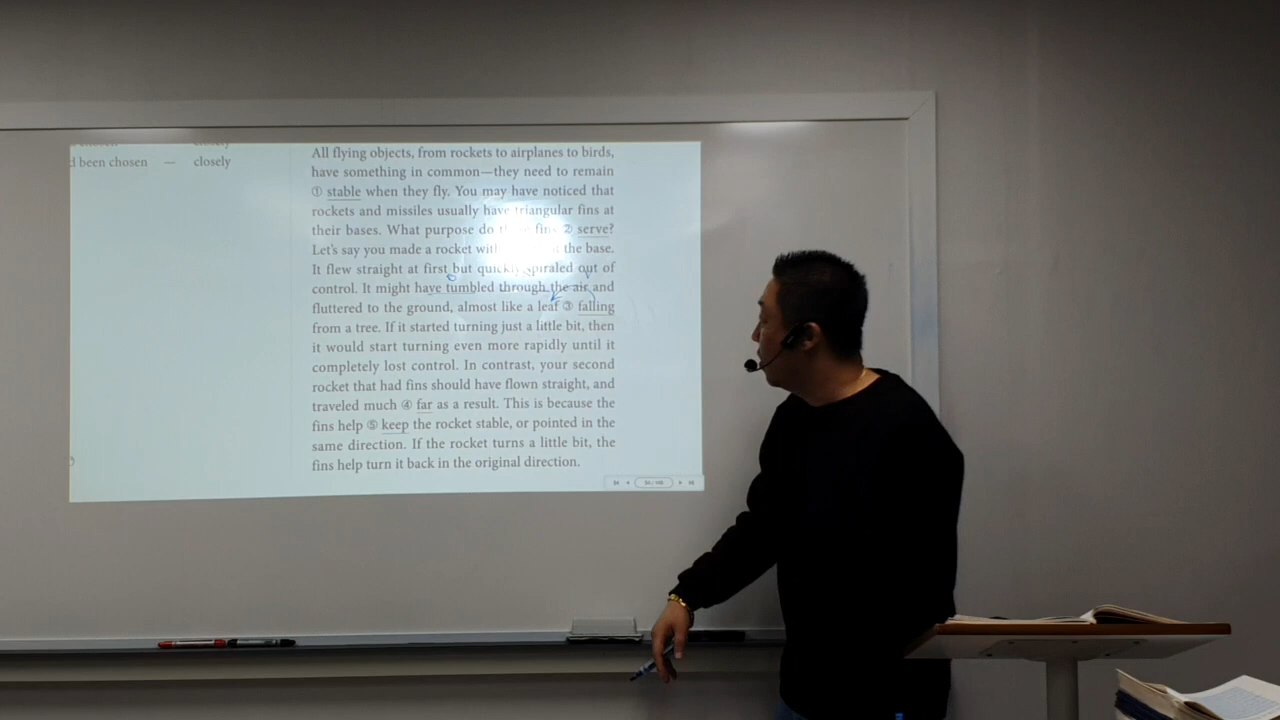 d been chosen — closely
All flying objects, from rockets to airplanes to birds,
have something in common—they need to remain
① stable when they fly. You may have noticed that
rockets and missiles usually have triangular fins at
their bases. What purpose do fins ② serve?
Let's say you made a rocket the base.
It flew straight at first but quickly spiraled out of
control. It might have tumbled through the air and
fluttered to the ground, almost like a leaf ③ falling
from a tree. If it started turning just a little bit, then
it would start turning even more rapidly until it
completely lost control. In contrast, your second
rocket that had fins should have flown straight, and
traveled much ④ far as a result. This is because the
fins help ⑤ keep the rocket stable, or pointed in the
same direction. If the rocket turns a little bit, the
fins help turn it back in the original direction.